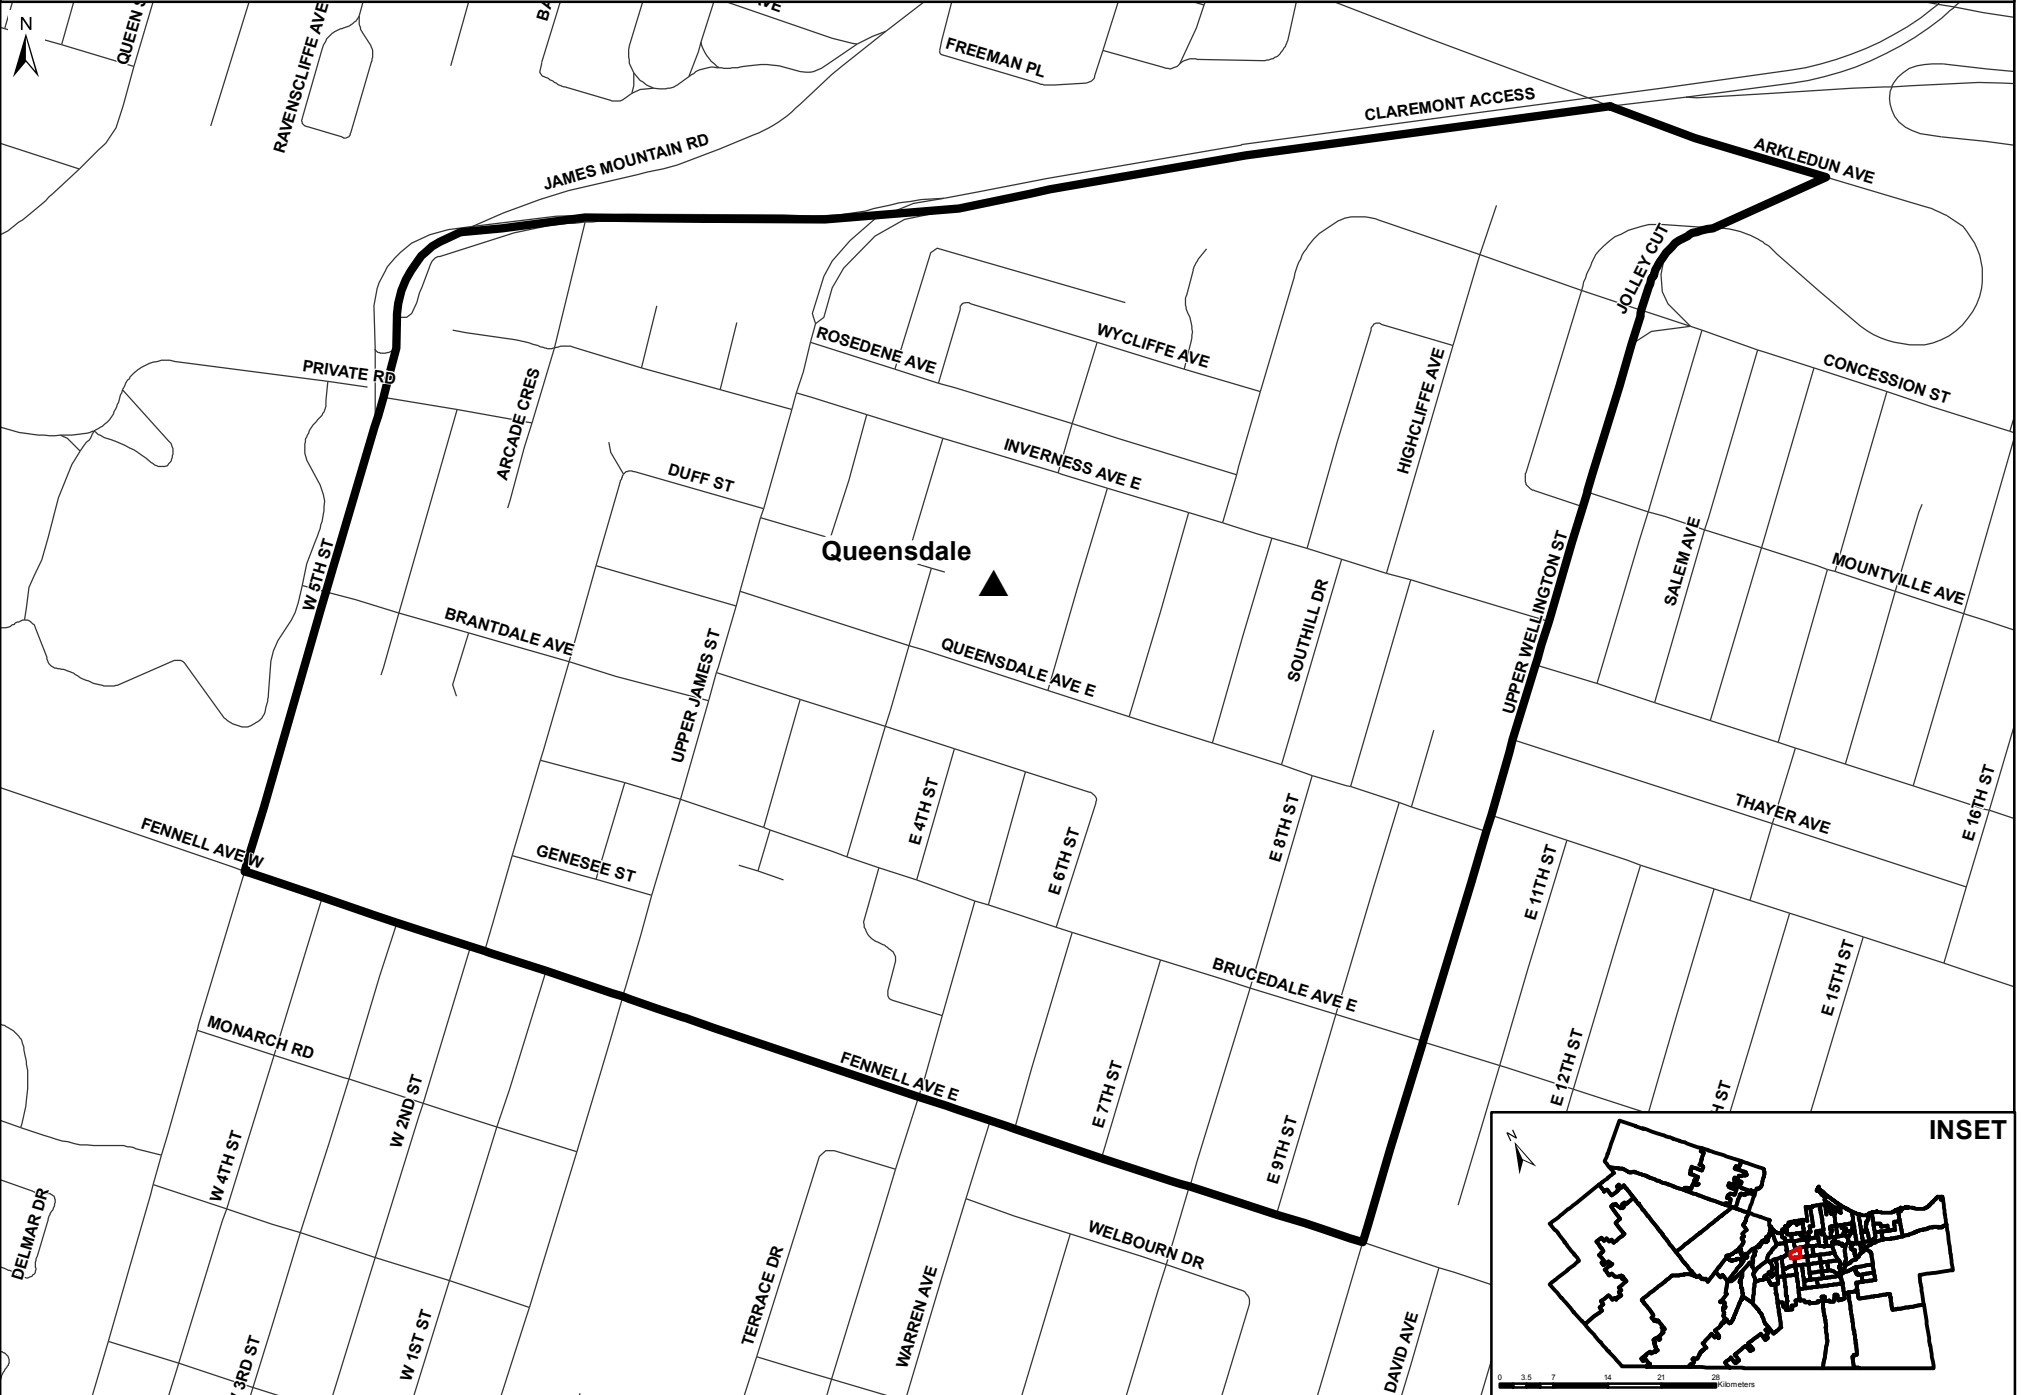 N
QUEEN S
RAVENSCLIFFE AVE
BA
VE
FREEMAN PL
CLAREMONT ACCESS
JAMES MOUNTAIN RD
ARKLEDUN AVE
JOLLEY CUT
PRIVATE RD
ROSEDENE AVE
WYCLIFFE AVE
CONCESSION ST
ARCADE CRES
HIGHCLIFFE AVE
DUFF ST
INVERNESS AVE E
Queensdale
W 5TH ST
SALEM AVE
MOUNTVILLE AVE
BRANTDALE AVE
UPPER WELLINGTON ST
SOUTHILL DR
UPPER JAMES ST
QUEENSDALE AVE E
E 4TH ST
E 6TH ST
E 8TH ST
THAYER AVE
E 16TH ST
FENNELL AVE W
GENESEE ST
E 11TH ST
BRUCEDALE AVE E
E 15TH ST
MONARCH RD
W 2ND ST
FENNELL AVE E
E 7TH ST
E 12TH ST
H ST
W 4TH ST
E 9TH ST
DELMAR DR
WELBOURN DR
TERRACE DR
WARREN AVE
3RD ST
W 1ST ST
DAVID AVE
INSET
N
0 3.5 7 14 21 28
Kilometers